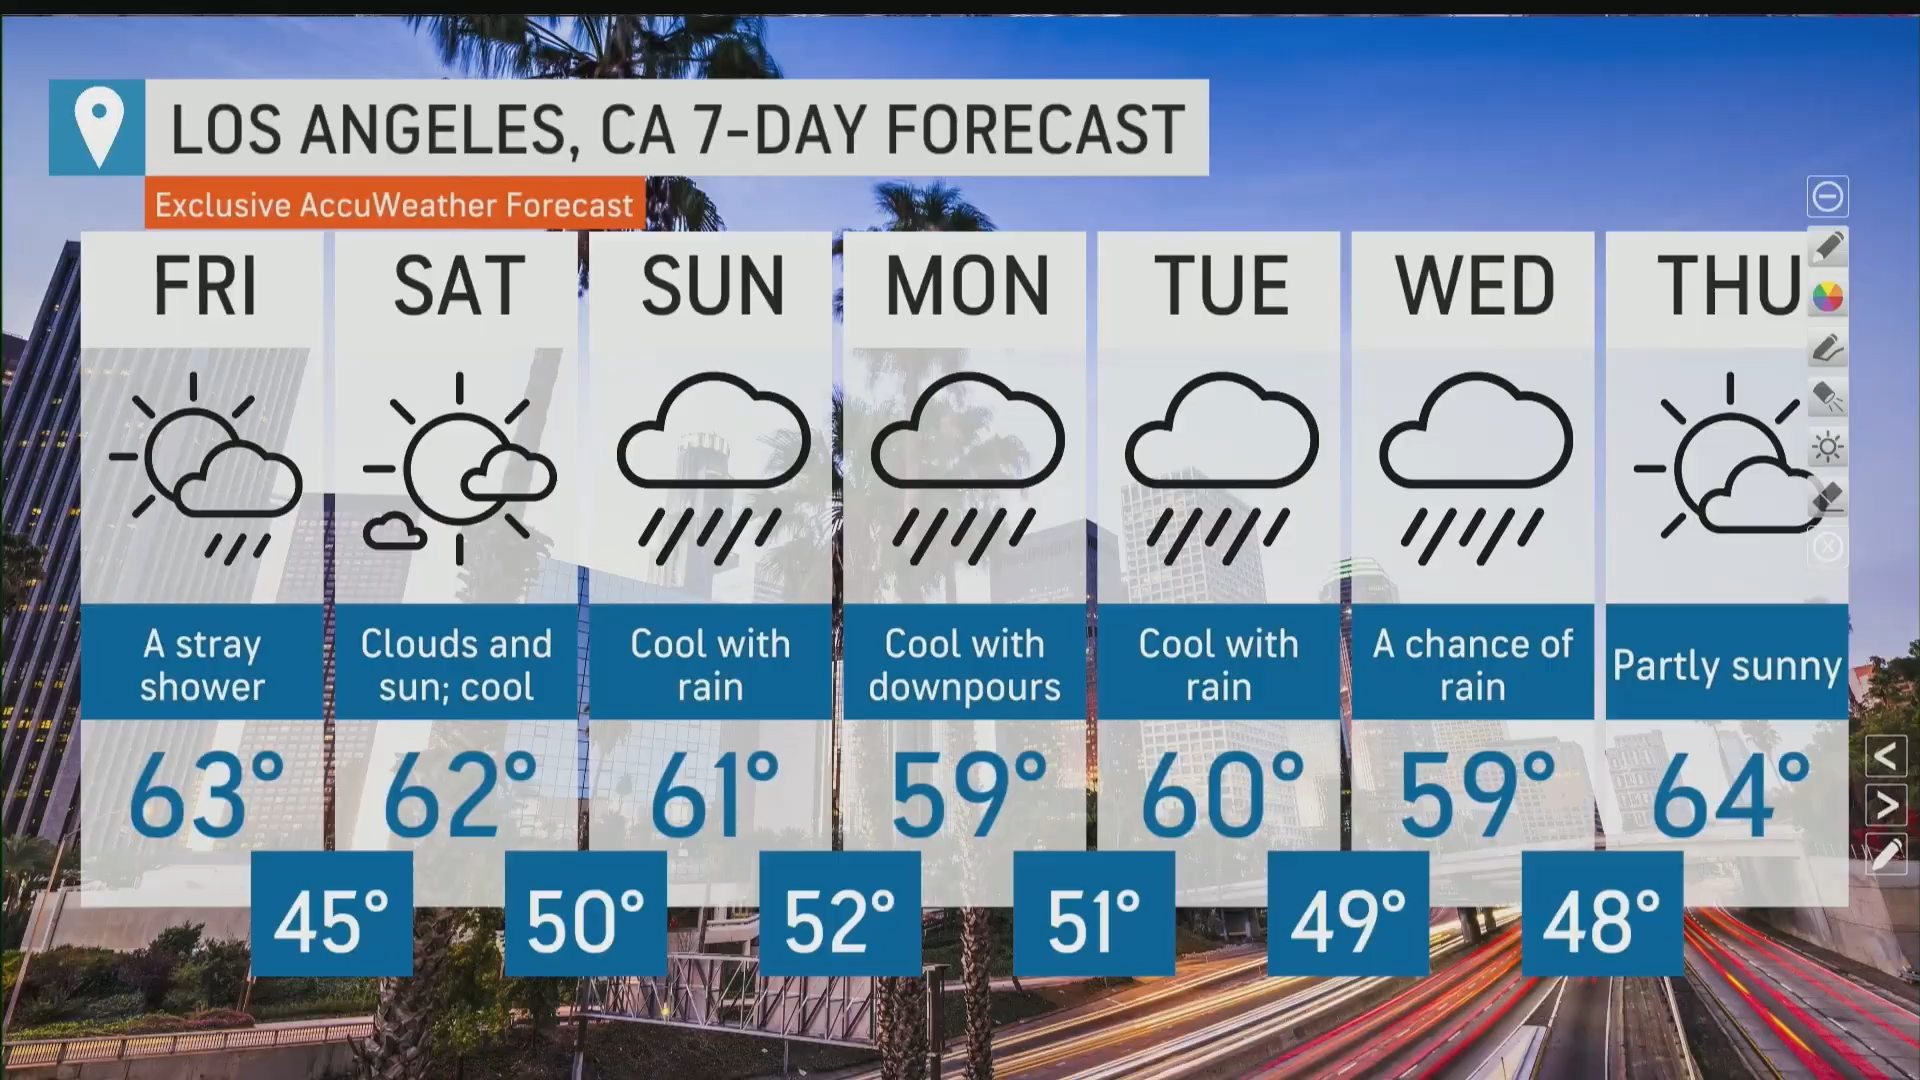 LOS ANGELES, CA 7-DAY FORECAST
Exclusive AccuWeather Forecast
FRI
SAT
SUN
MON
TUE
WED
THU
A stray
shower
Clouds and
sun; cool
Cool with
rain
Cool with
downpours
Cool with
rain
A chance of
rain
Partly sunny
63°
62°
61°
59°
60°
59°
64°
45°
50°
52°
51°
49°
48°